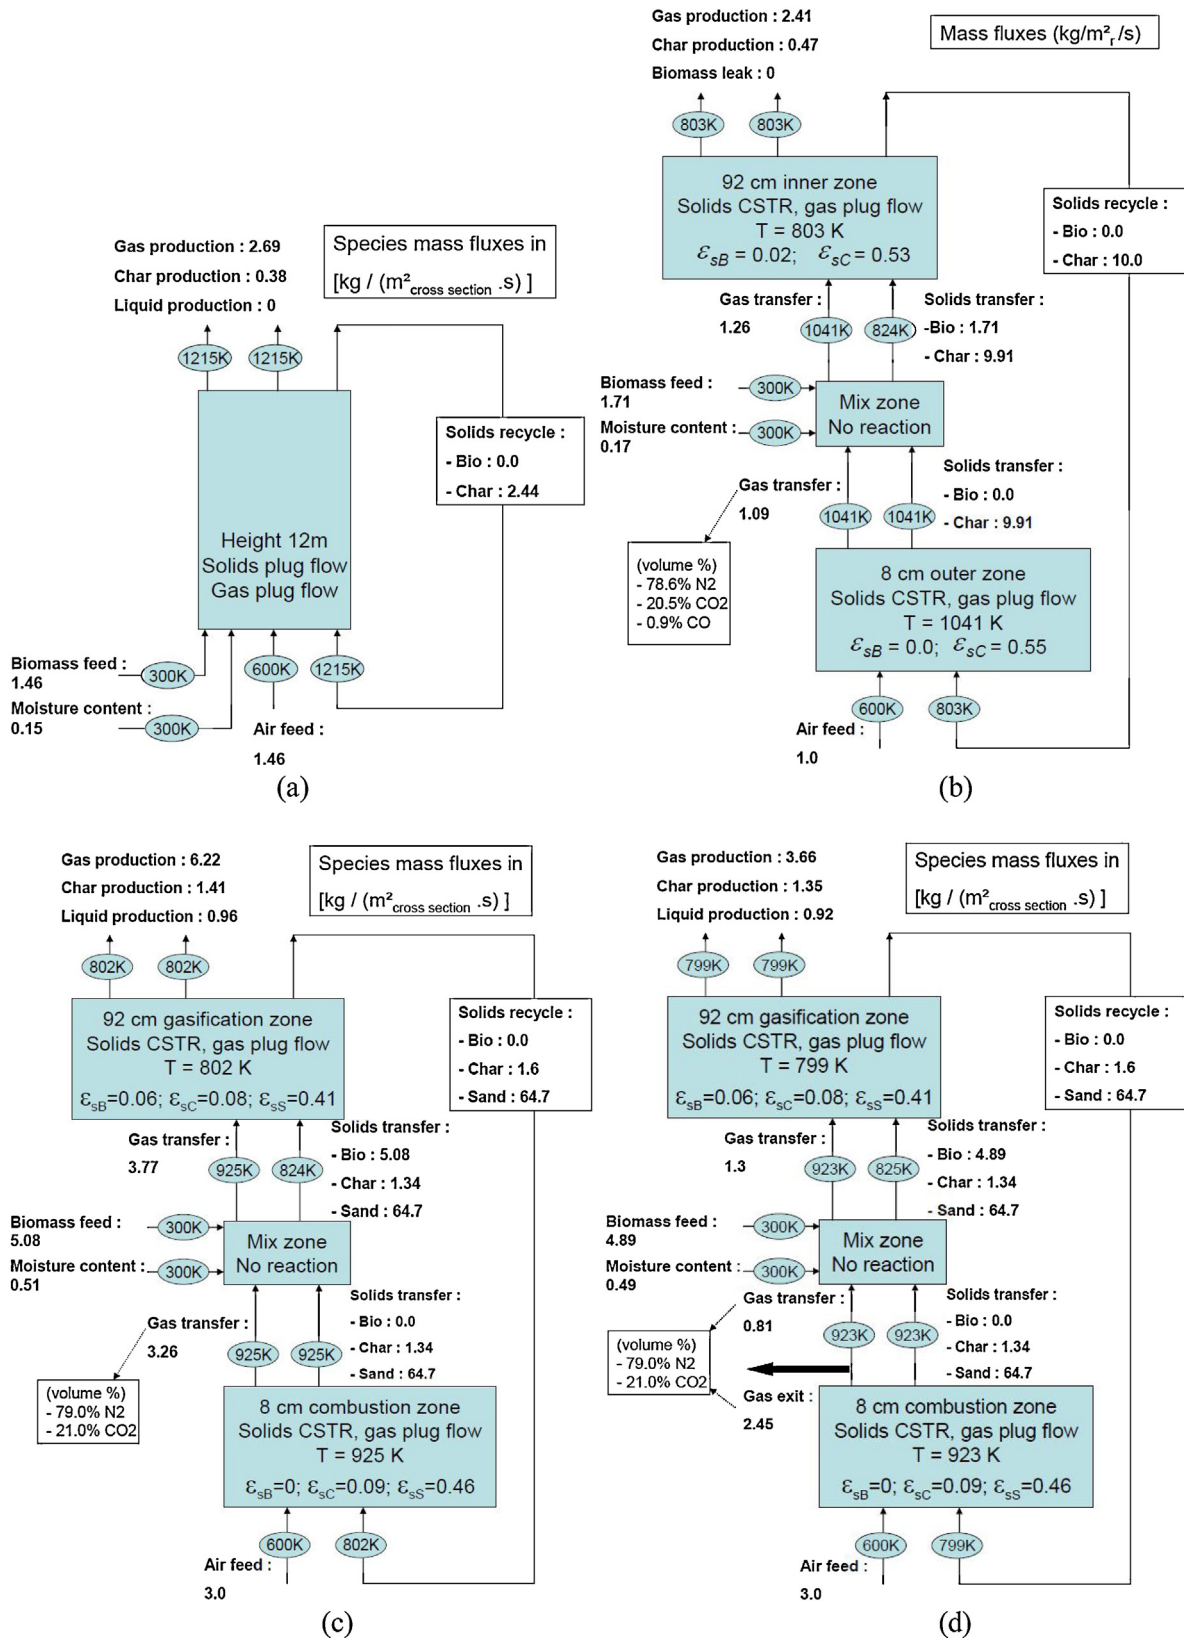 Gas production : 2.69
Char production : 0.38
Liquid production : 0
Species mass fluxes in
[kg / (m²cross section .s) ]
1215K
1215K
Solids recycle :
- Bio : 0.0
- Char : 2.44
Height 12m
Solids plug flow
Gas plug flow
Biomass feed :
1.46
300K
600K
1215K
Moisture content :
0.15
300K
Air feed :
1.46
(a)
Gas production : 2.41
Char production : 0.47
Biomass leak : 0
Mass fluxes (kg/m²r/s)
803K
803K
92 cm inner zone
Solids CSTR, gas plug flow
T = 803 K
εsB = 0.02; εsC = 0.53
Solids recycle :
- Bio : 0.0
- Char : 10.0
Gas transfer :
1.26
1041K
824K
Solids transfer :
-Bio : 1.71
- Char : 9.91
Biomass feed :
1.71
300K
Moisture content :
0.17
300K
Mix zone
No reaction
Gas transfer :
1.09
1041K
1041K
Solids transfer :
- Bio : 0.0
- Char : 9.91
(volume %)
- 78.6% N2
- 20.5% CO2
- 0.9% CO
8 cm outer zone
Solids CSTR, gas plug flow
T = 1041 K
εsB = 0.0; εsC = 0.55
600K
803K
Air feed :
1.0
(b)
Gas production : 6.22
Char production : 1.41
Liquid production : 0.96
Species mass fluxes in
[kg / (m²cross section .s) ]
802K
802K
92 cm gasification zone
Solids CSTR, gas plug flow
T = 802 K
εsB=0.06; εsC=0.08; εsS=0.41
Solids recycle :
- Bio : 0.0
- Char : 1.6
- Sand : 64.7
Gas transfer :
3.77
925K
824K
Solids transfer :
- Bio : 5.08
- Char : 1.34
- Sand : 64.7
Biomass feed :
5.08
300K
Moisture content :
0.51
300K
Mix zone
No reaction
Gas transfer :
3.26
925K
925K
Solids transfer :
- Bio : 0.0
- Char : 1.34
- Sand : 64.7
(volume %)
- 79.0% N2
- 21.0% CO2
8 cm combustion zone
Solids CSTR, gas plug flow
T = 925 K
εsB=0; εsC=0.09; εsS=0.46
600K
802K
Air feed :
3.0
(c)
Gas production : 3.66
Char production : 1.35
Liquid production : 0.92
Species mass fluxes in
[kg / (m²cross section .s) ]
799K
799K
92 cm gasification zone
Solids CSTR, gas plug flow
T = 799 K
εsB=0.06; εsC=0.08; εsS=0.41
Solids recycle :
- Bio : 0.0
- Char : 1.6
- Sand : 64.7
Gas transfer :
1.3
923K
825K
Solids transfer :
- Bio : 4.89
- Char : 1.34
- Sand : 64.7
Biomass feed :
4.89
300K
Moisture content :
0.49
300K
Mix zone
No reaction
Gas transfer :
0.81
923K
923K
Solids transfer :
- Bio : 0.0
- Char : 1.34
- Sand : 64.7
(volume %)
- 79.0% N2
- 21.0% CO2
Gas exit :
2.45
8 cm combustion zone
Solids CSTR, gas plug flow
T = 923 K
εsB=0; εsC=0.09; εsS=0.46
600K
799K
Air feed :
3.0
(d)